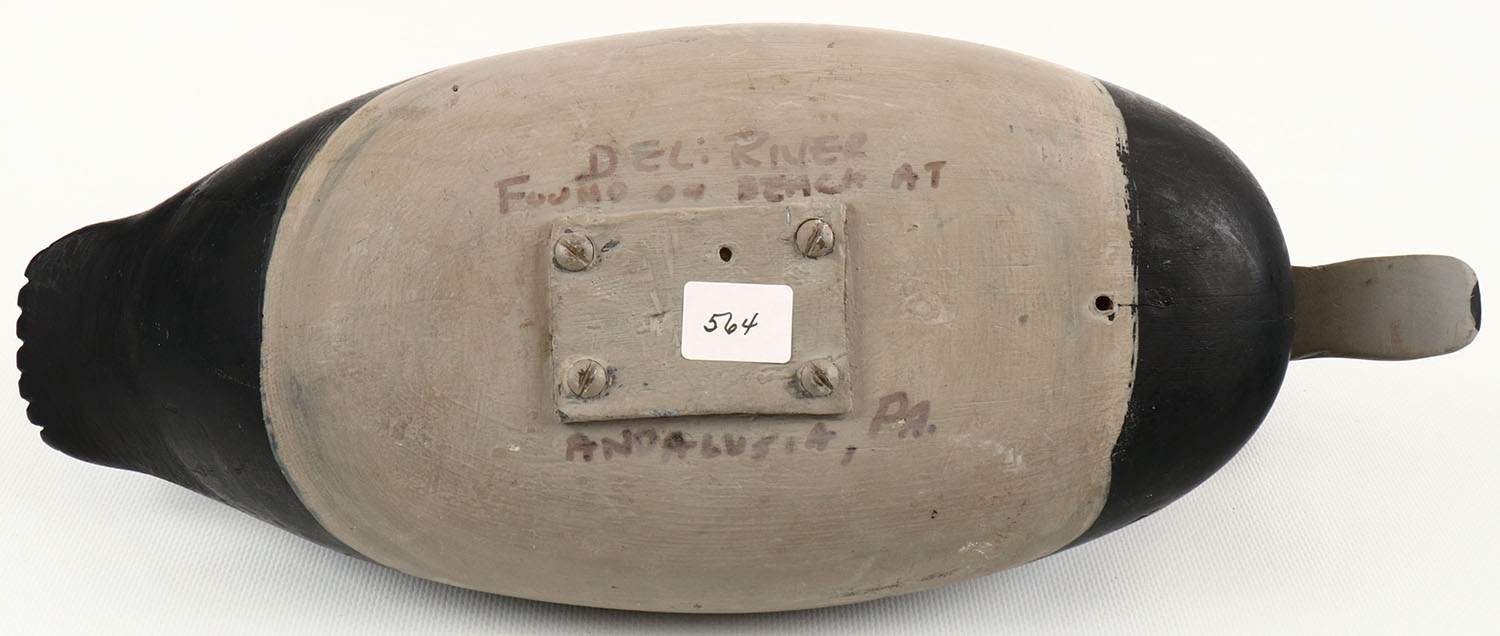 DEL. RIVER
FOUND ON BEACH AT
564
ANDALUSIA, PA.